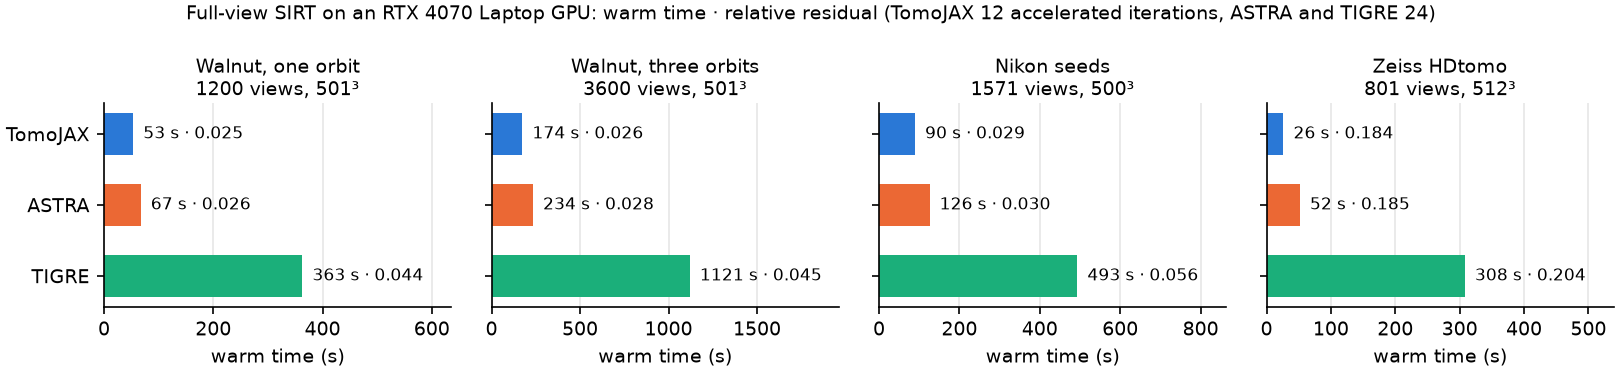 Full-view SIRT on an RTX 4070 Laptop GPU: warm time · relative residual (TomoJAX 12 accelerated iterations, ASTRA and TIGRE 24)
Walnut, one orbit
1200 views, 501³
TomoJAX
ASTRA
TIGRE
53 s · 0.025
67 s · 0.026
363 s · 0.044
0 200 400 600
warm time (s)
Walnut, three orbits
3600 views, 501³
174 s · 0.026
234 s · 0.028
1121 s · 0.045
0 500 1000 1500
warm time (s)
Nikon seeds
1571 views, 500³
90 s · 0.029
126 s · 0.030
493 s · 0.056
0 200 400 600 800
warm time (s)
Zeiss HDtomo
801 views, 512³
26 s · 0.184
52 s · 0.185
308 s · 0.204
0 100 200 300 400 500
warm time (s)